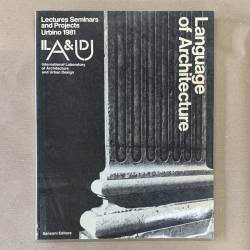 Lectures Seminars
and Projects
Urbino 1981
ILA&UD
International Laboratory
of Architecture
and Urban Design
Language
of Architecture
Sansoni Editore